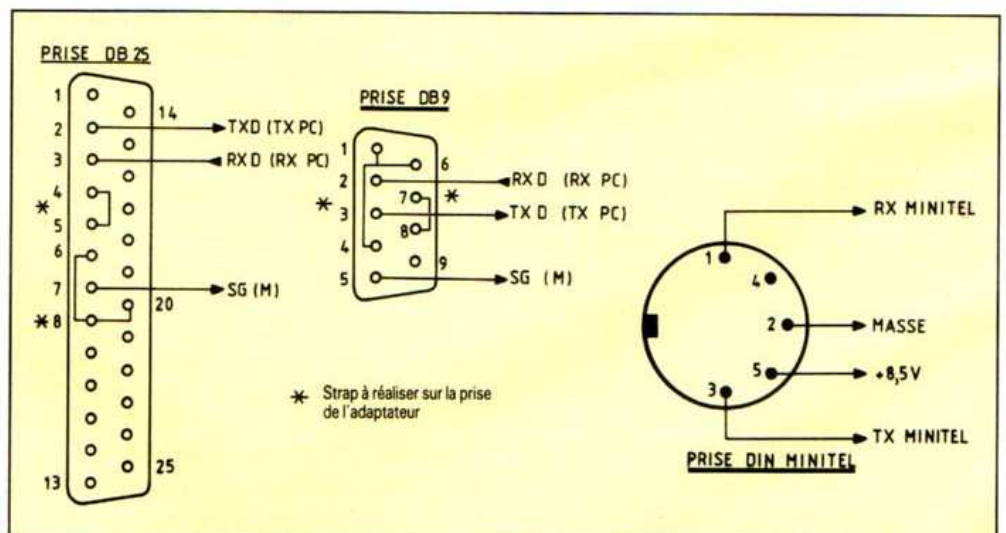 PRISE DB 25
1
14
2
TXD (TX PC)
3
RXD (RX PC)
* 4
5
6
7
SG (M)
20
* 8
13
25
PRISE DB9
1
6
2
RXD (RX PC)
7 *
* 3
TXD (TX PC)
8
4
9
5
SG (M)
* Strap à réaliser sur la prise
de l'adaptateur
RX MINITEL
1
4
2
MASSE
5
+8,5V
3
TX MINITEL
PRISE DIN MINITEL